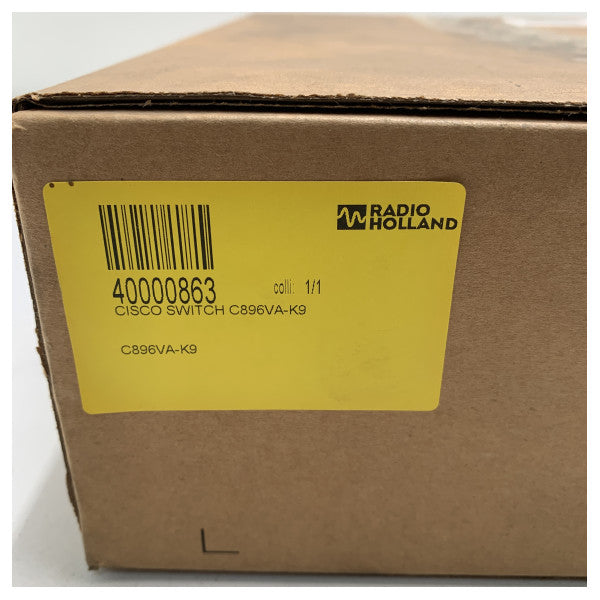 RADIO
HOLLAND
40000863 colli: 1/1
CISCO SWITCH C896VA-K9
C896VA-K9